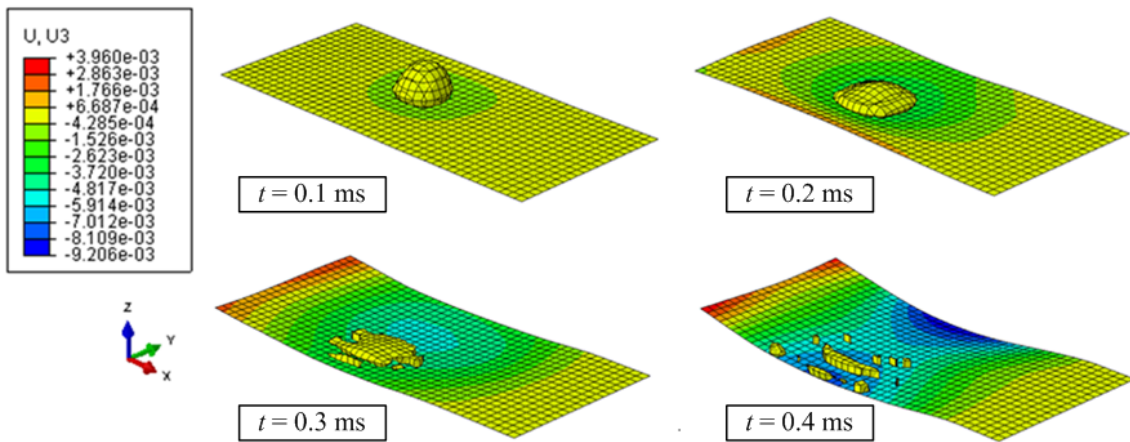 U, U3
+3.960e-03
+2.863e-03
+1.766e-03
+6.687e-04
-4.285e-04
-1.526e-03
-2.623e-03
-3.720e-03
-4.817e-03
-5.914e-03
-7.012e-03
-8.109e-03
-9.206e-03
t = 0.1 ms
t = 0.2 ms
Z
Y
X
t = 0.3 ms
t = 0.4 ms